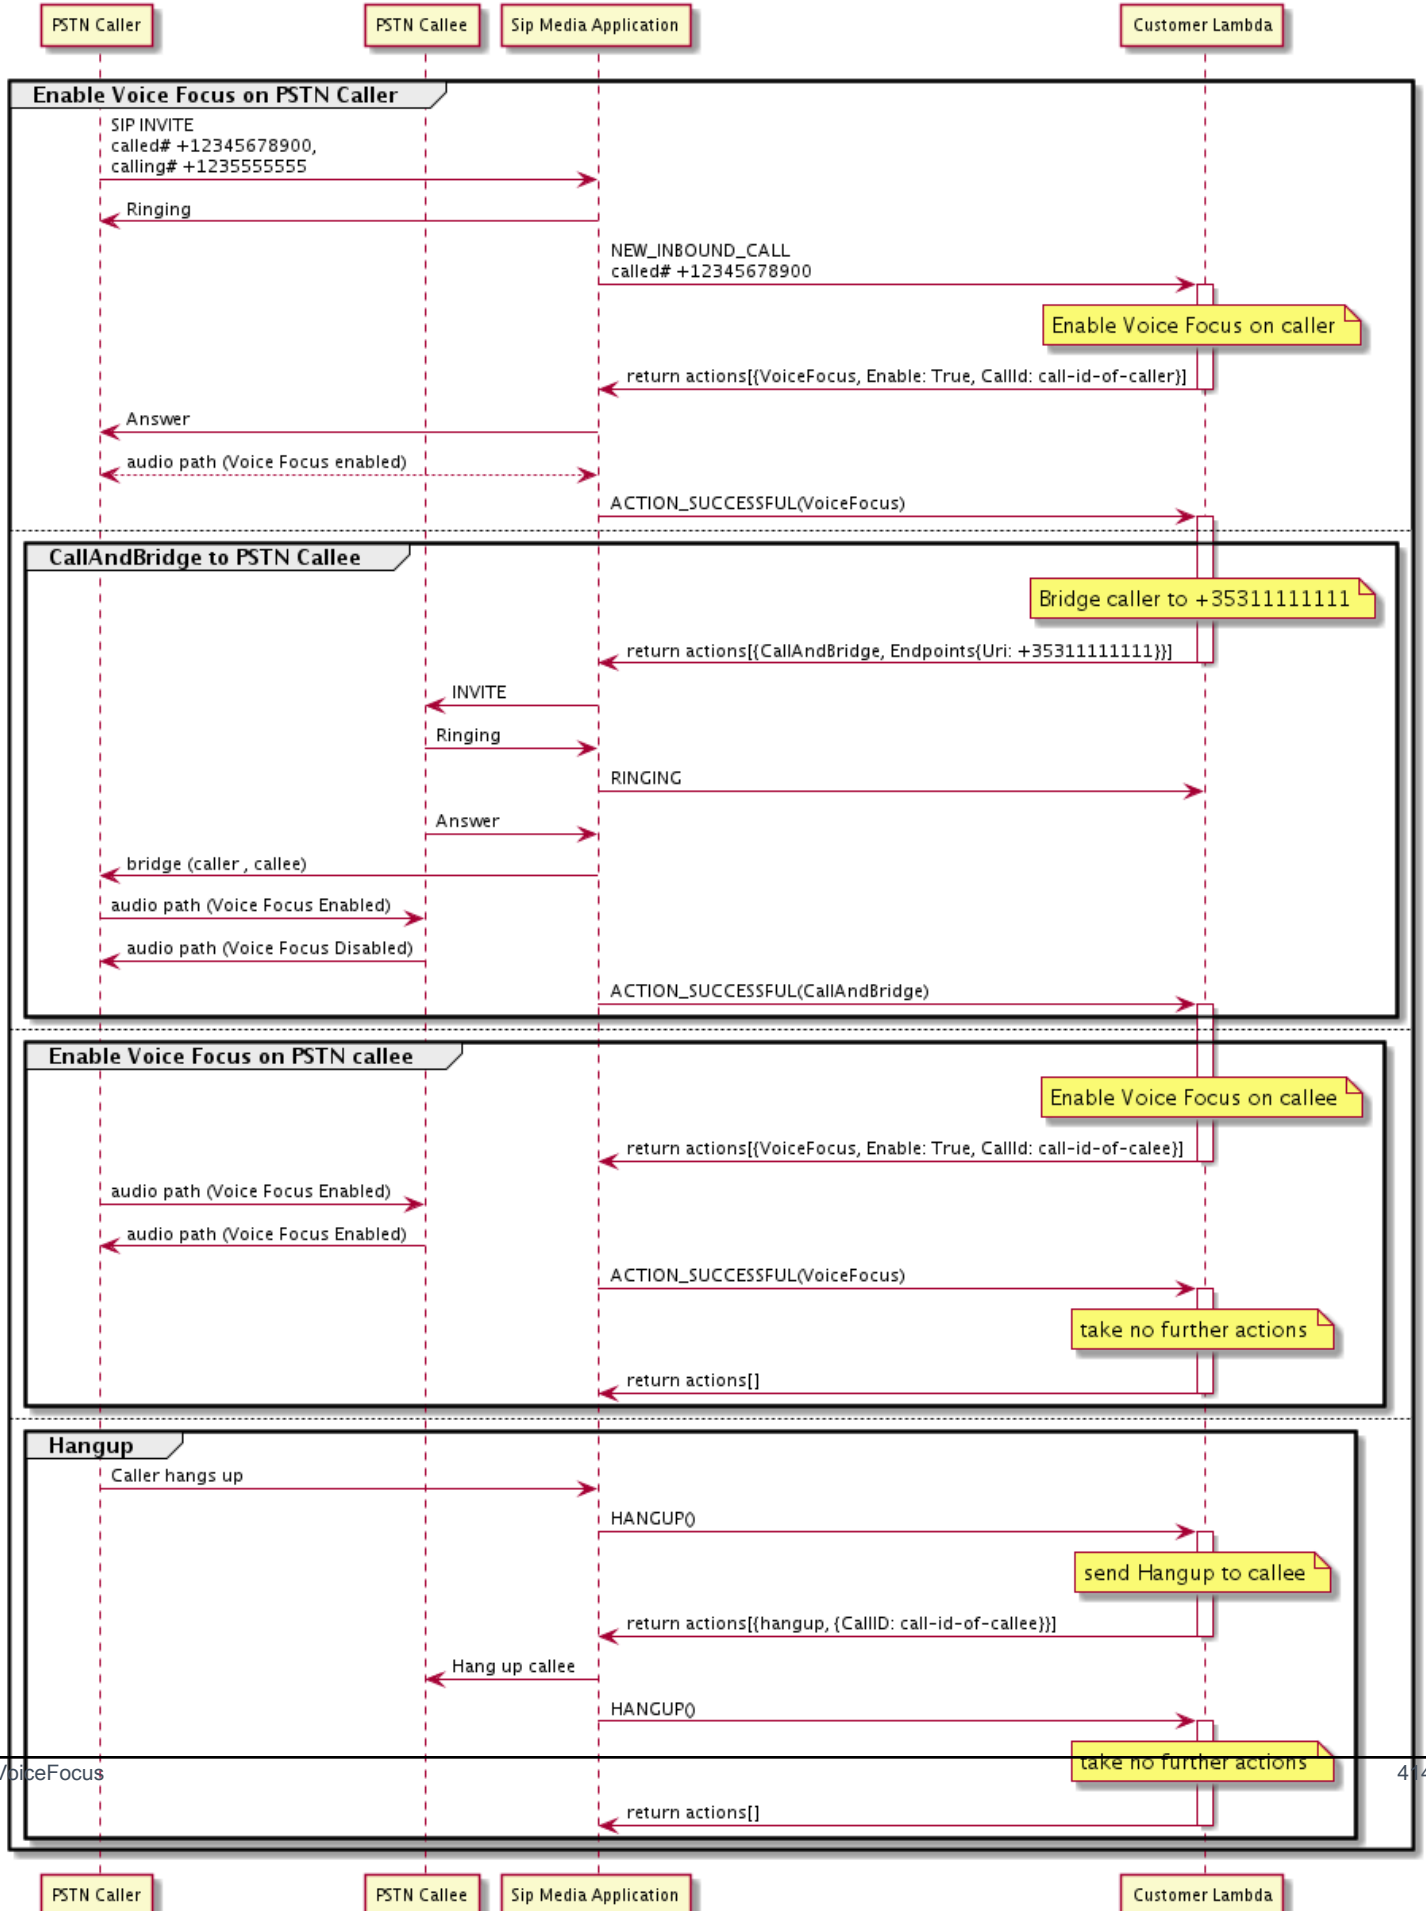 PSTN Caller
PSTN Callee
Sip Media Application
Customer Lambda
Enable Voice Focus on PSTN Caller
SIP INVITE
called# +12345678900,
calling# +1235555555
Ringing
NEW_INBOUND_CALL
called# +12345678900
Enable Voice Focus on caller
return actions[{VoiceFocus, Enable: True, CallId: call-id-of-caller}]
Answer
audio path (Voice Focus enabled)
ACTION_SUCCESSFUL(VoiceFocus)
CallAndBridge to PSTN Callee
Bridge caller to +35311111111
return actions[{CallAndBridge, Endpoints{Uri: +35311111111}}]
INVITE
Ringing
RINGING
Answer
bridge (caller , callee)
audio path (Voice Focus Enabled)
audio path (Voice Focus Disabled)
ACTION_SUCCESSFUL(CallAndBridge)
Enable Voice Focus on PSTN callee
Enable Voice Focus on callee
return actions[{VoiceFocus, Enable: True, CallId: call-id-of-calee}]
audio path (Voice Focus Enabled)
audio path (Voice Focus Enabled)
ACTION_SUCCESSFUL(VoiceFocus)
take no further actions
return actions[]
Hangup
Caller hangs up
HANGUP()
send Hangup to callee
return actions[{hangup, {CallID: call-id-of-callee}}]
Hang up callee
HANGUP()
take no further actions
VoiceFocus
414
return actions[]
PSTN Caller
PSTN Callee
Sip Media Application
Customer Lambda